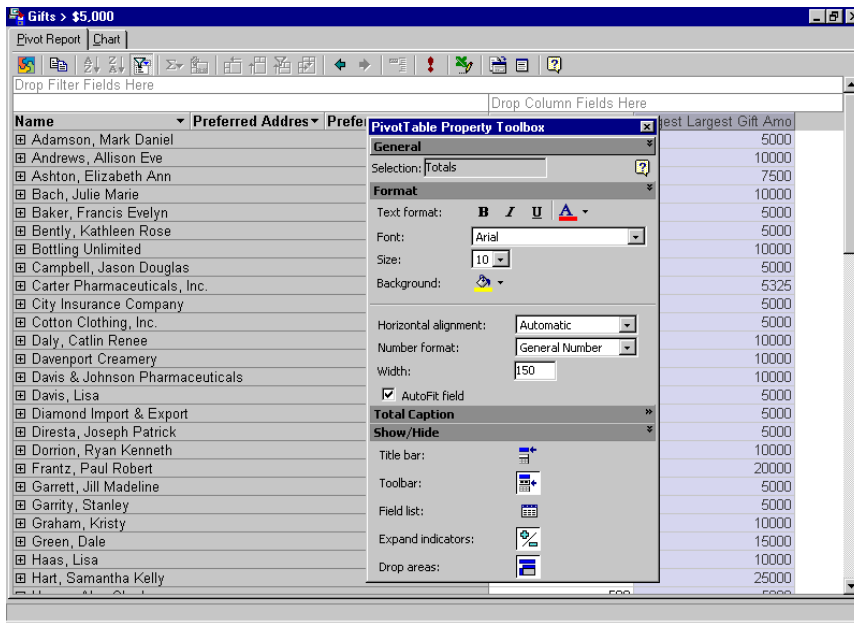 Gifts > $5,000
Pivot Report Chart
Drop Filter Fields Here
Drop Column Fields Here
Name Preferred Addres Prefe gest Largest Gift Amo
Adamson, Mark Daniel 5000
Andrews, Allison Eve 10000
Ashton, Elizabeth Ann 7500
Bach, Julie Marie 10000
Baker, Francis Evelyn 5000
Bently, Kathleen Rose 5000
Bottling Unlimited 10000
Campbell, Jason Douglas 5000
Carter Pharmaceuticals, Inc. 5325
City Insurance Company 5000
Cotton Clothing, Inc. 5000
Daly, Catlin Renee 10000
Davenport Creamery 10000
Davis & Johnson Pharmaceuticals 10000
Davis, Lisa 5000
Diamond Import & Export 5000
Diresta, Joseph Patrick 5000
Dorrion, Ryan Kenneth 10000
Frantz, Paul Robert 20000
Garrett, Jill Madeline 5000
Garrity, Stanley 5000
Graham, Kristy 10000
Green, Dale 15000
Haas, Lisa 10000
Hart, Samantha Kelly 25000
PivotTable Property Toolbox
General
Selection: Totals
Format
Text format: B I U A
Font: Arial
Size: 10
Background:
Horizontal alignment: Automatic
Number format: General Number
Width: 150
AutoFit field
Total Caption
Show/Hide
Title bar:
Toolbar:
Field list:
Expand indicators:
Drop areas: